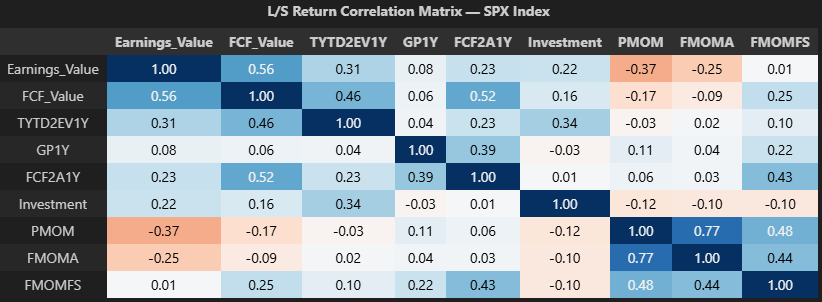 L/S Return Correlation Matrix — SPX Index
Earnings_Value FCF_Value TYTD2EV1Y GP1Y FCF2A1Y Investment PMOM FMOMA FMOMFS
Earnings_Value 1.00 0.56 0.31 0.08 0.23 0.22 -0.37 -0.25 0.01
FCF_Value 0.56 1.00 0.46 0.06 0.52 0.16 -0.17 -0.09 0.25
TYTD2EV1Y 0.31 0.46 1.00 0.04 0.23 0.34 -0.03 0.02 0.10
GP1Y 0.08 0.06 0.04 1.00 0.39 -0.03 0.11 0.04 0.22
FCF2A1Y 0.23 0.52 0.23 0.39 1.00 0.01 0.06 0.03 0.43
Investment 0.22 0.16 0.34 -0.03 0.01 1.00 -0.12 -0.10 -0.10
PMOM -0.37 -0.17 -0.03 0.11 0.06 -0.12 1.00 0.77 0.48
FMOMA -0.25 -0.09 0.02 0.04 0.03 -0.10 0.77 1.00 0.44
FMOMFS 0.01 0.25 0.10 0.22 0.43 -0.10 0.48 0.44 1.00